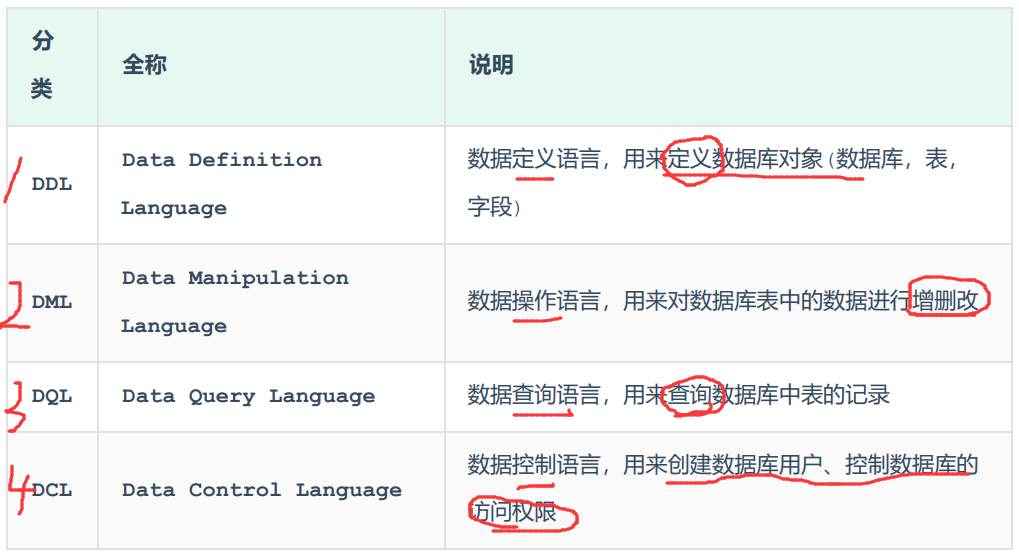 分
类
全称
说明
1
DDL
Data Definition
Language
数据定义语言，用来定义数据库对象(数据库，表，
字段)
2
DML
Data Manipulation
Language
数据操作语言，用来对数据库表中的数据进行增删改
3
DQL
Data Query Language
数据查询语言，用来查询数据库中表的记录
4
DCL
Data Control Language
数据控制语言，用来创建数据库用户、控制数据库的
访问权限